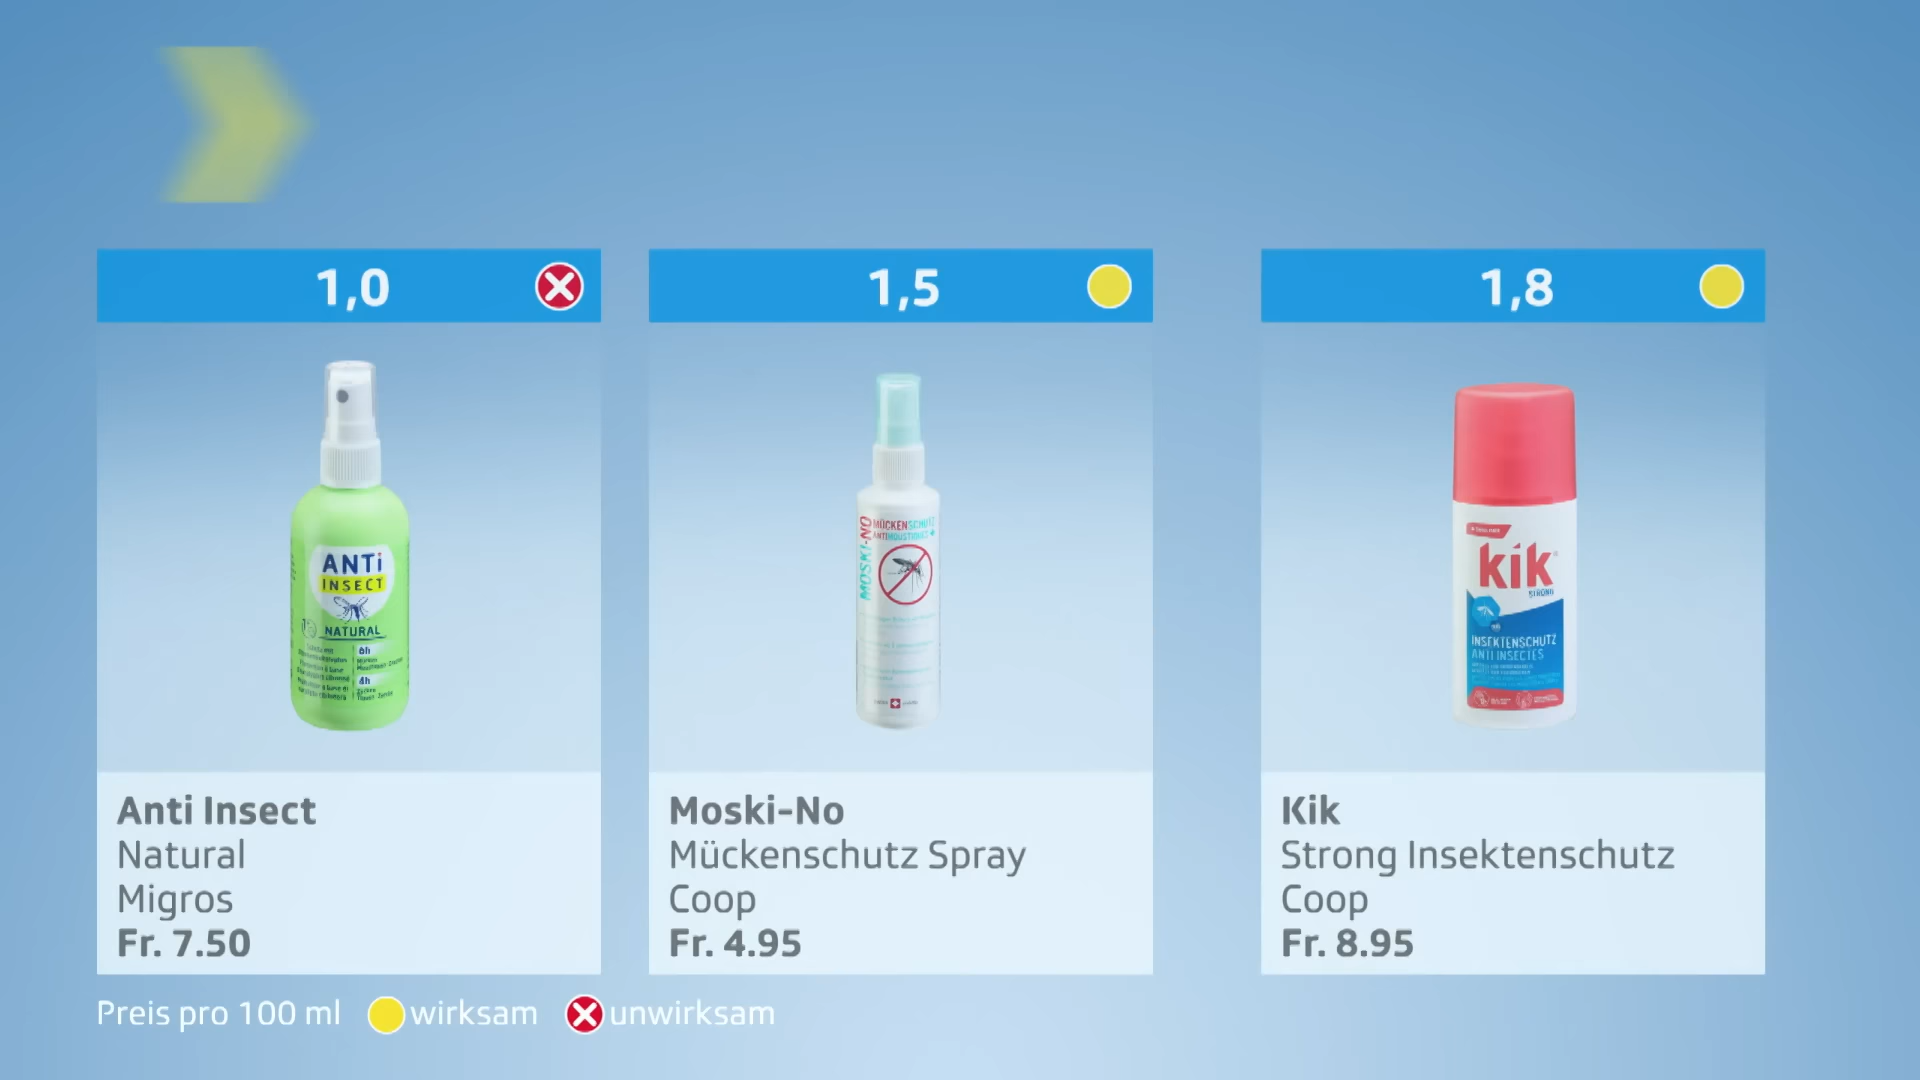 1,0
1,5
1,8
ANTi
INSECT
NATURAL
6h
4h
MOSKI-NO
MÜCKENSCHUTZ
ANTIMOUSTIQUES
kik
STRONG
INSEKTENSCHUTZ
ANTI INSECTES
Anti Insect
Natural
Migros
Fr. 7.50
Moski-No
Mückenschutz Spray
Coop
Fr. 4.95
Kik
Strong Insektenschutz
Coop
Fr. 8.95
Preis pro 100 ml wirksam unwirksam